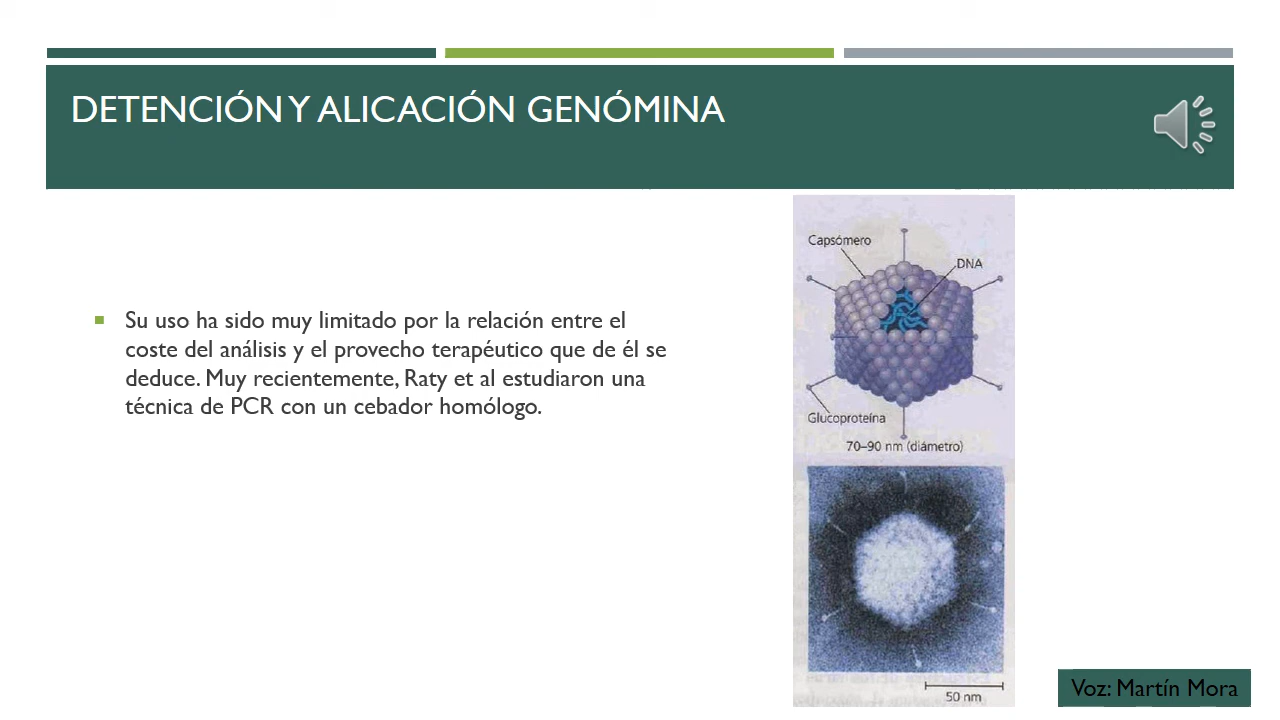 DETENCIÓN Y ALICACIÓN GENÓMINA
Su uso ha sido muy limitado por la relación entre el
coste del análisis y el provecho terapéutico que de él se
deduce. Muy recientemente, Raty et al estudiaron una
técnica de PCR con un cebador homólogo.
Capsómero
DNA
Glucoproteína
70–90 nm (diámetro)
50 nm
Voz: Martín Mora